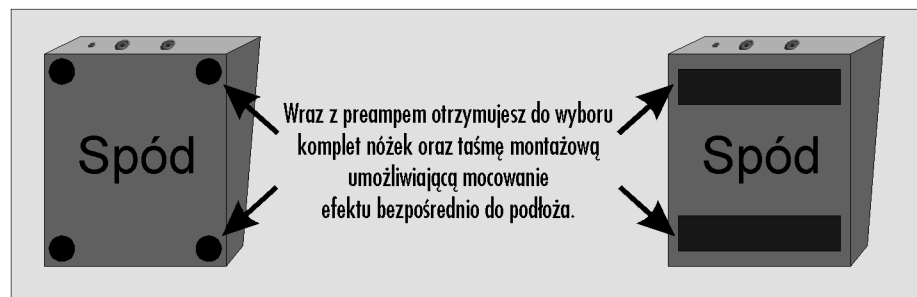 Spód
Wraz z preampem otrzymujesz do wyboru
komplet nóżek oraz taśmę montażową
umożliwiającą mocowanie
efektu bezpośrednio do podłoża.
Spód